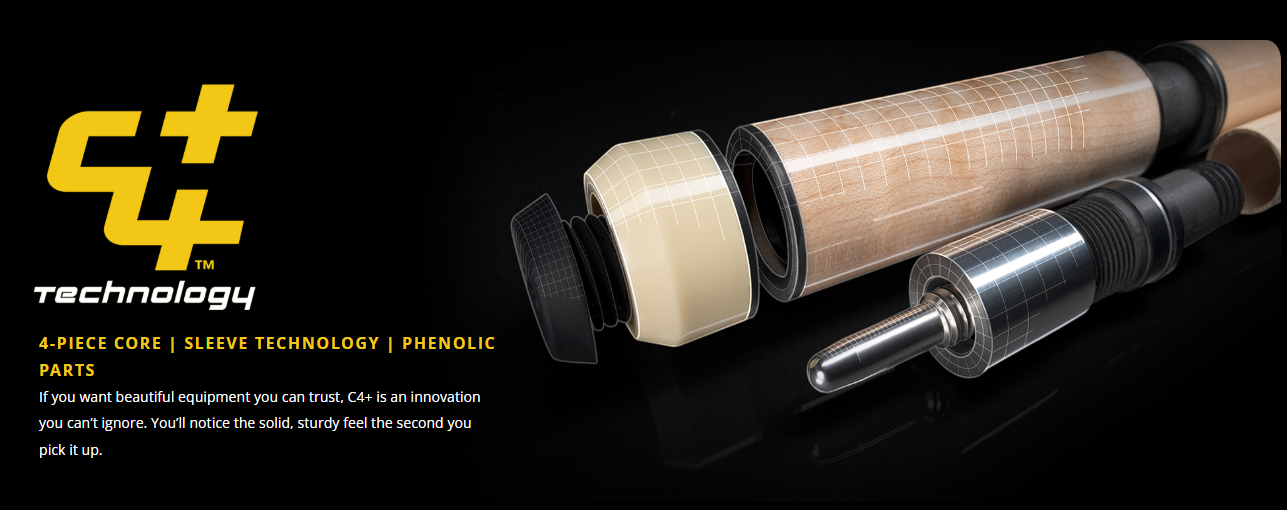 C4+
TM
Technology
4-PIECE CORE | SLEEVE TECHNOLOGY | PHENOLIC
PARTS
If you want beautiful equipment you can trust, C4+ is an innovation
you can’t ignore. You’ll notice the solid, sturdy feel the second you
pick it up.